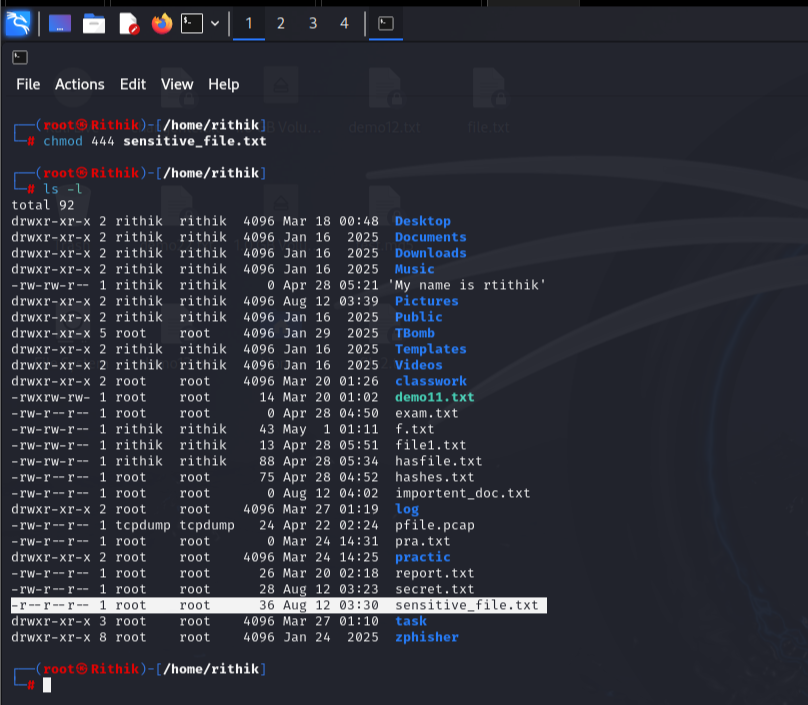 1 2 3 4
File Actions Edit View Help
demo12.txt file.txt
┌──(root㉿Rithik)-[/home/rithik]
└─# chmod 444 sensitive_file.txt
┌──(root㉿Rithik)-[/home/rithik]
└─# ls -l
total 92
drwxr-xr-x 2 rithik rithik 4096 Mar 18 00:48 Desktop
drwxr-xr-x 2 rithik rithik 4096 Jan 16 2025 Documents
drwxr-xr-x 2 rithik rithik 4096 Jan 16 2025 Downloads
drwxr-xr-x 2 rithik rithik 4096 Jan 16 2025 Music
-rw-rw-r-- 1 rithik rithik 0 Apr 28 05:21 'My name is rtithik'
drwxr-xr-x 2 rithik rithik 4096 Aug 12 03:39 Pictures
drwxr-xr-x 2 rithik rithik 4096 Jan 16 2025 Public
drwxr-xr-x 5 root root 4096 Jan 29 2025 TBomb
drwxr-xr-x 2 rithik rithik 4096 Jan 16 2025 Templates
drwxr-xr-x 2 rithik rithik 4096 Jan 16 2025 Videos
drwxr-xr-x 2 root root 4096 Mar 20 01:26 classwork
-rwxrw-rw- 1 root root 14 Mar 20 01:02 demo11.txt
-rw-r--r-- 1 root root 0 Apr 28 04:50 exam.txt
-rw-rw-r-- 1 rithik rithik 43 May 1 01:11 f.txt
-rw-rw-r-- 1 rithik rithik 13 Apr 28 05:51 file1.txt
-rw-rw-r-- 1 rithik rithik 88 Apr 28 05:34 hasfile.txt
-rw-r--r-- 1 root root 75 Apr 28 04:52 hashes.txt
-rw-r--r-- 1 root root 0 Aug 12 04:02 importent_doc.txt
drwxr-xr-x 2 root root 4096 Mar 27 01:19 log
-rw-r--r-- 1 tcpdump tcpdump 24 Apr 22 02:24 pfile.pcap
-rw-r--r-- 1 root root 0 Mar 24 14:31 pra.txt
drwxr-xr-x 2 root root 4096 Mar 24 14:25 practic
-rw-r--r-- 1 root root 26 Mar 20 02:18 report.txt
-rw-r--r-- 1 root root 28 Aug 12 03:23 secret.txt
-r--r--r-- 1 root root 36 Aug 12 03:30 sensitive_file.txt
drwxr-xr-x 3 root root 4096 Mar 27 01:10 task
drwxr-xr-x 8 root root 4096 Jan 24 2025 zphisher
┌──(root㉿Rithik)-[/home/rithik]
└─#